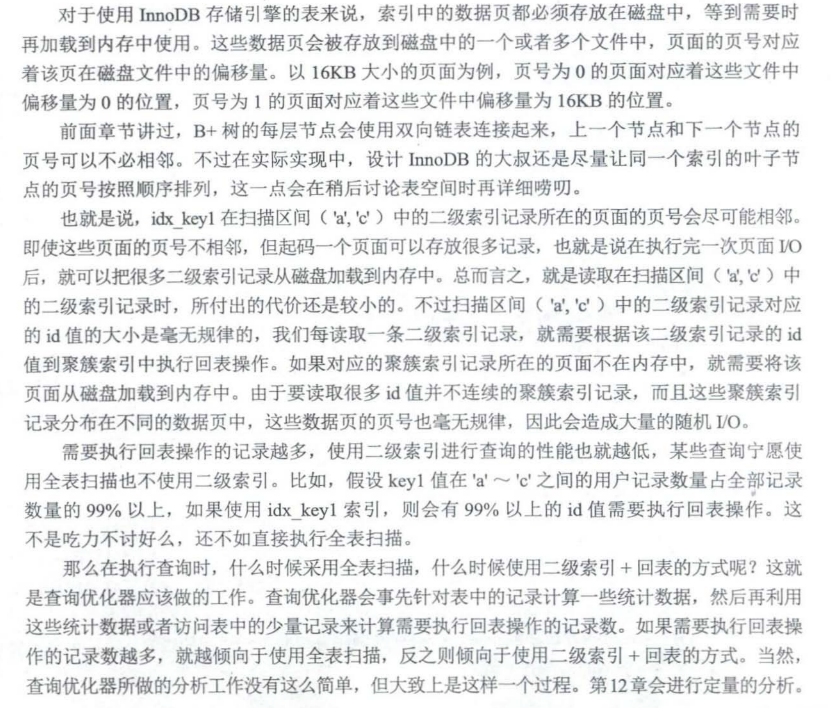 对于使用 InnoDB 存储引擎的表来说，索引中的数据页都必须存放在磁盘中，等到需要时
再加载到内存中使用。这些数据页会被存放到磁盘中的一个或者多个文件中，页面的页号对应
着该页在磁盘文件中的偏移量。以 16KB 大小的页面为例，页号为 0 的页面对应着这些文件中
偏移量为 0 的位置，页号为 1 的页面对应着这些文件中偏移量为 16KB 的位置。
前面章节讲过，B+ 树的每层节点会使用双向链表连接起来，上一个节点和下一个节点的
页号可以不必相邻。不过在实际实现中，设计 InnoDB 的大叔还是尽量让同一个索引的叶子节
点的页号按照顺序排列，这一点会在稍后讨论表空间时再详细唠叨。
也就是说，idx_key1 在扫描区间（ 'a', 'c' ）中的二级索引记录所在的页面的页号会尽可能相邻。
即使这些页面的页号不相邻，但起码一个页面可以存放很多记录，也就是说在执行完一次页面 I/O
后，就可以把很多二级索引记录从磁盘加载到内存中。总而言之，就是读取在扫描区间（ 'a', 'c' ）中
的二级索引记录时，所付出的代价还是较小的。不过扫描区间（ 'a', 'c' ）中的二级索引记录对应
的 id 值的大小是毫无规律的，我们每读取一条二级索引记录，就需要根据该二级索引记录的 id
值到聚簇索引中执行回表操作。如果对应的聚簇索引记录所在的页面不在内存中，就需要将该
页面从磁盘加载到内存中。由于要读取很多 id 值并不连续的聚簇索引记录，而且这些聚簇索引
记录分布在不同的数据页中，这些数据页的页号也毫无规律，因此会造成大量的随机 I/O。
需要执行回表操作的记录越多，使用二级索引进行查询的性能也就越低，某些查询宁愿使
用全表扫描也不使用二级索引。比如，假设 key1 值在 'a' ～ 'c' 之间的用户记录数量占全部记录
数量的 99% 以上，如果使用 idx_key1 索引，则会有 99% 以上的 id 值需要执行回表操作。这
不是吃力不讨好么，还不如直接执行全表扫描。
那么在执行查询时，什么时候采用全表扫描，什么时候使用二级索引 + 回表的方式呢？这就
是查询优化器应该做的工作。查询优化器会事先针对表中的记录计算一些统计数据，然后再利用
这些统计数据或者访问表中的少量记录来计算需要执行回表操作的记录数。如果需要执行回表操
作的记录数越多，就越倾向于使用全表扫描，反之则倾向于使用二级索引 + 回表的方式。当然，
查询优化器所做的分析工作没有这么简单，但大致上是这样一个过程。第 12 章会进行定量的分析。